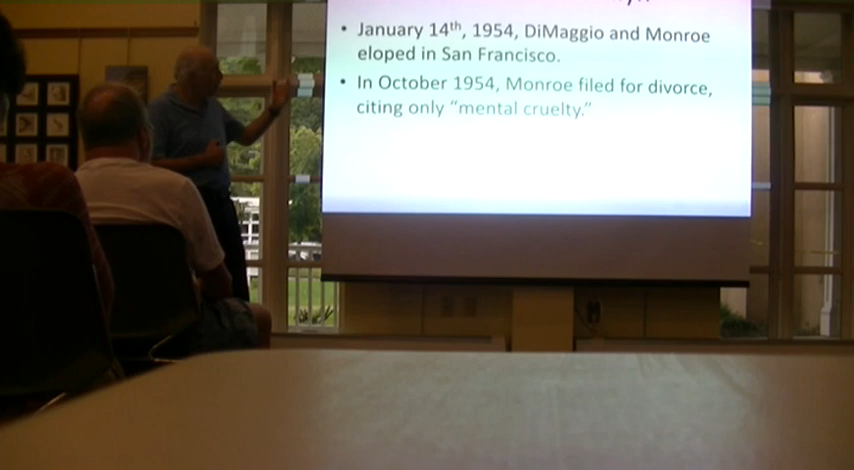 • January 14th, 1954, DiMaggio and Monroe
eloped in San Francisco.
• In October 1954, Monroe filed for divorce,
citing only “mental cruelty.”